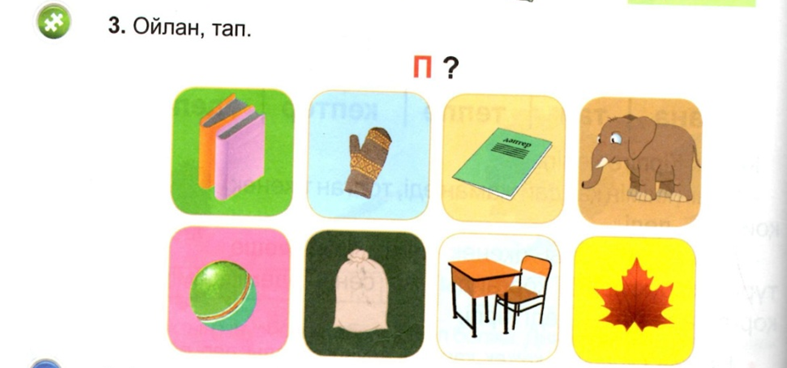 3. Ойлан, тап.
П ?
дәптер